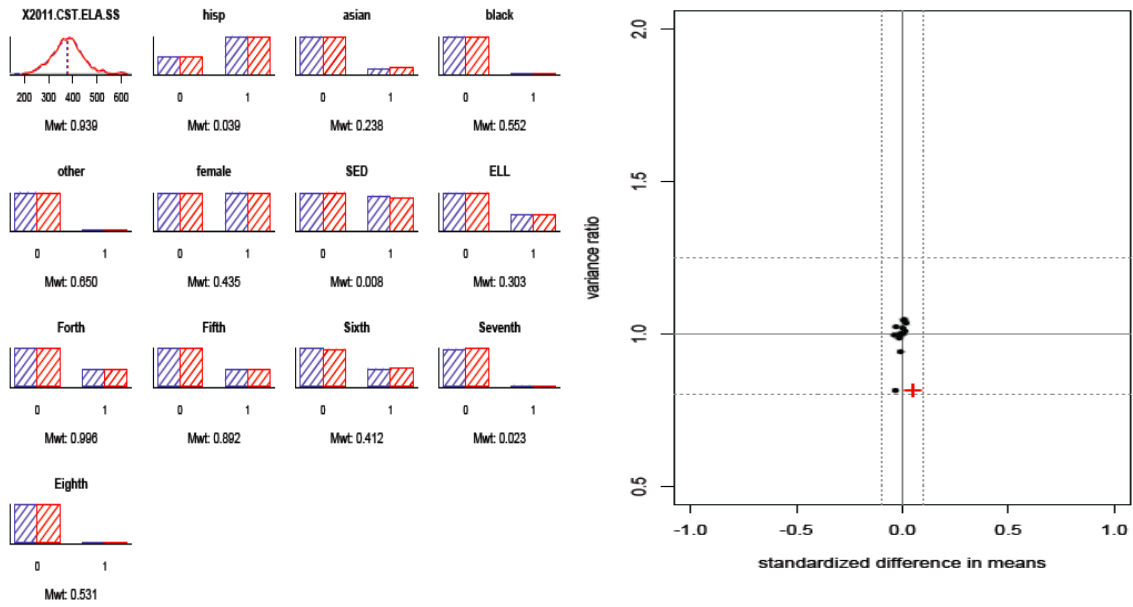 X2011.CST.ELA.SS
200 300 400 500 600
Mwt: 0.939
hisp
0 1
Mwt: 0.039
asian
0 1
Mwt: 0.238
black
0 1
Mwt: 0.552
other
0 1
Mwt: 0.650
female
0 1
Mwt: 0.435
SED
0 1
Mwt: 0.008
ELL
0 1
Mwt: 0.303
Forth
0 1
Mwt: 0.996
Fifth
0 1
Mwt: 0.892
Sixth
0 1
Mwt: 0.412
Seventh
0 1
Mwt: 0.023
Eighth
0 1
Mwt: 0.531
variance ratio
2.0
1.5
1.0
0.5
-1.0 -0.5 0.0 0.5 1.0
standardized difference in means